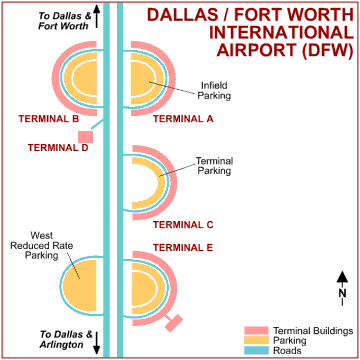 To Dallas &
Fort Worth
DALLAS / FORT WORTH
INTERNATIONAL
AIRPORT (DFW)
Infield
Parking
TERMINAL B
TERMINAL A
TERMINAL D
Terminal
Parking
TERMINAL C
West
Reduced Rate
Parking
TERMINAL E
To Dallas &
Arlington
N
Terminal Buildings
Parking
Roads